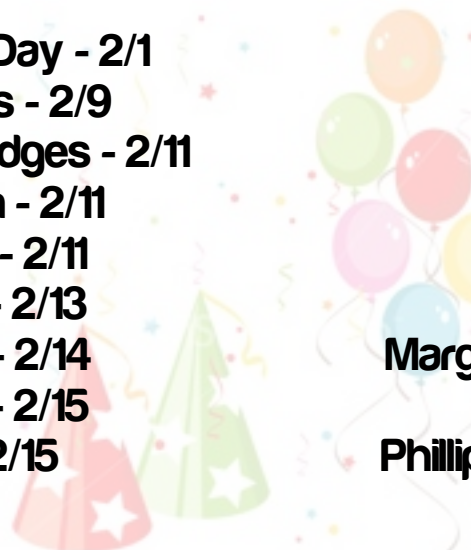 Day - 2/1
s - 2/9
dges - 2/11
n - 2/11
- 2/11
- 2/13
- 2/14
- 2/15
2/15
Marg
Phillip